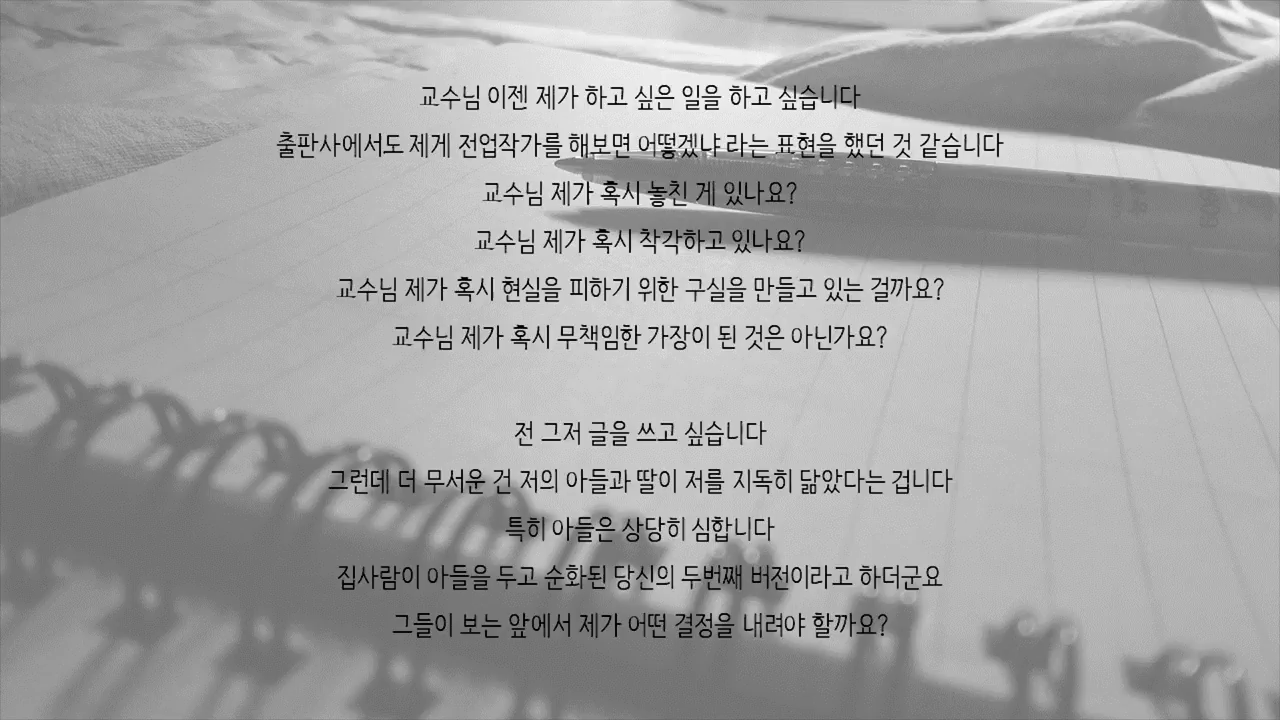 교수님 이젠 제가 하고 싶은 일을 하고 싶습니다
출판사에서도 제게 전업작가를 해보면 어떻겠냐 라는 표현을 했던 것 같습니다
교수님 제가 혹시 놓친 게 있나요?
교수님 제가 혹시 착각하고 있나요?
교수님 제가 혹시 현실을 피하기 위한 구실을 만들고 있는 걸까요?
교수님 제가 혹시 무책임한 가장이 된 것은 아닌가요?
전 그저 글을 쓰고 싶습니다
그런데 더 무서운 건 저의 아들과 딸이 저를 지독히 닮았다는 겁니다
특히 아들은 상당히 심합니다
집사람이 아들을 두고 순화된 당신의 두번째 버전이라고 하더군요
그들이 보는 앞에서 제가 어떤 결정을 내려야 할까요?